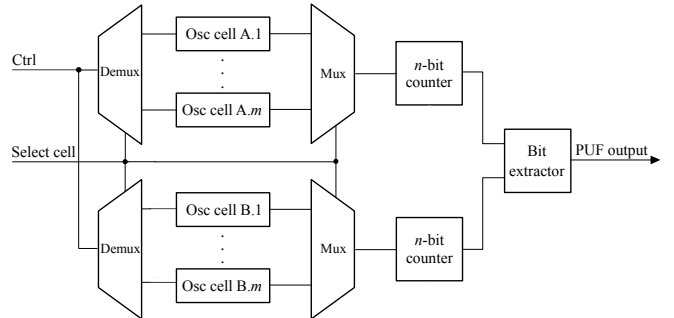 Ctrl
Demux
Osc cell A.1
Osc cell A.m
Mux
n-bit
counter
Select cell
Bit
extractor
PUF output
Demux
Osc cell B.1
Osc cell B.m
Mux
n-bit
counter